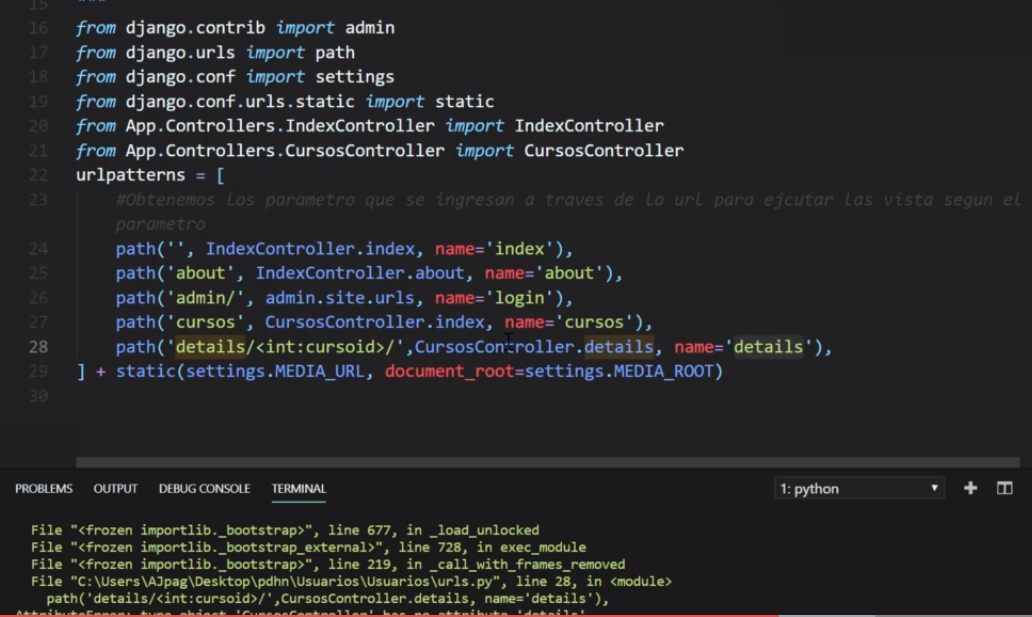 15 """
16 from django.contrib import admin
17 from django.urls import path
18 from django.conf import settings
19 from django.conf.urls.static import static
20 from App.Controllers.IndexController import IndexController
21 from App.Controllers.CursosController import CursosController
22 urlpatterns = [
23 #Obtenemos los parametro que se ingresan a traves de la url para ejcutar las vista segun el
parametro
24 path('', IndexController.index, name='index'),
25 path('about', IndexController.about, name='about'),
26 path('admin/', admin.site.urls, name='login'),
27 path('cursos', CursosController.index, name='cursos'),
28 path('details/<int:cursoid>/',CursosController.details, name='details'),
29 ] + static(settings.MEDIA_URL, document_root=settings.MEDIA_ROOT)
30
PROBLEMS OUTPUT DEBUG CONSOLE TERMINAL 1: python
File "<frozen importlib._bootstrap>", line 677, in _load_unlocked
File "<frozen importlib._bootstrap_external>", line 728, in exec_module
File "<frozen importlib._bootstrap>", line 219, in _call_with_frames_removed
File "C:\Users\AJpag\Desktop\pdhn\Usuarios\Usuarios\urls.py", line 28, in <module>
path('details/<int:cursoid>/',CursosController.details, name='details'),
AttributeError: type object 'CursosController' has no attribute 'details'